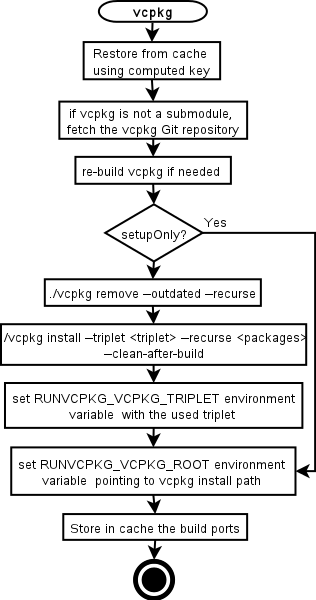 vcpkg
Restore from cache
using computed key
if vcpkg is not a submodule,
fetch the vcpkg Git repository
re-build vcpkg if needed
setupOnly?
Yes
./vcpkg remove –outdated –recurse
/vcpkg install –triplet <triplet> –recurse <packages>
–clean-after-build
set RUNVCPKG_VCPKG_TRIPLET environment
variable with the used triplet
set RUNVCPKG_VCPKG_ROOT environment
variable pointing to vcpkg install path
Store in cache the build ports